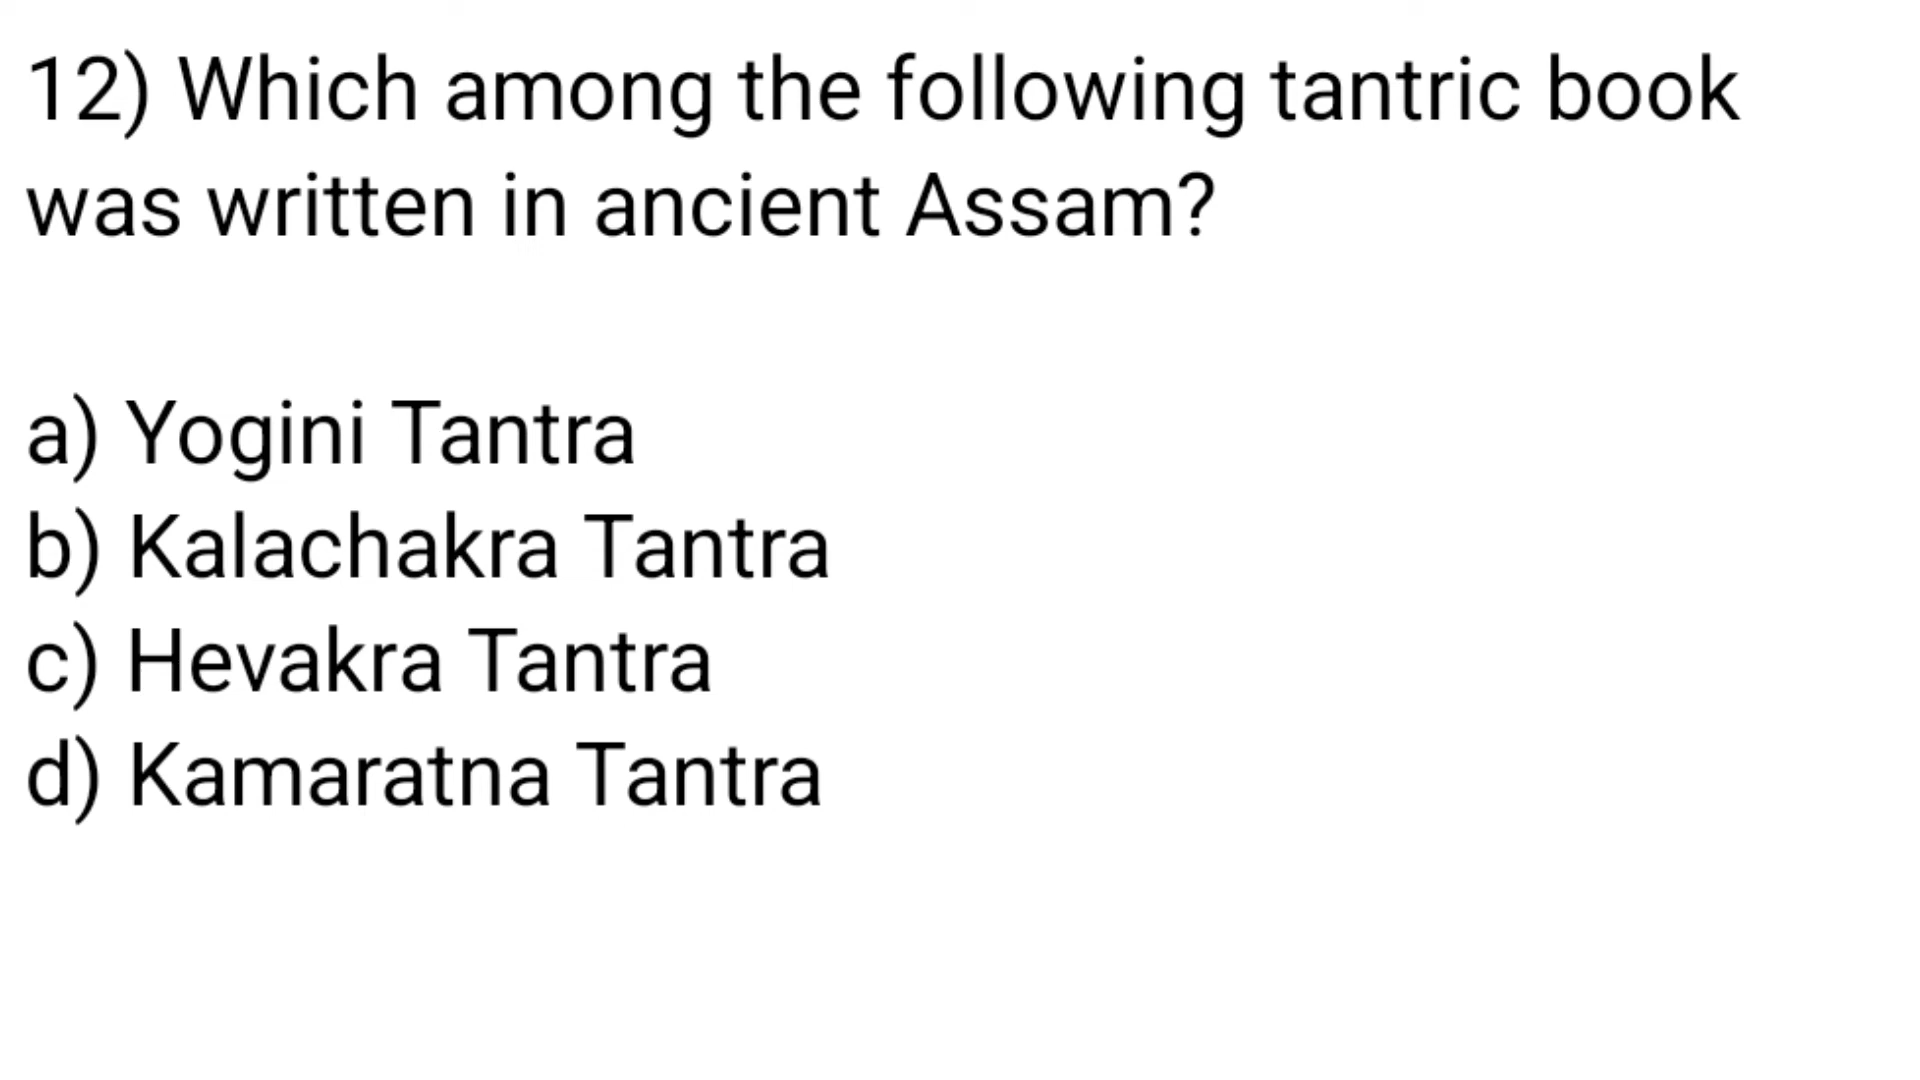 12) Which among the following tantric book
was written in ancient Assam?
a) Yogini Tantra
b) Kalachakra Tantra
c) Hevakra Tantra
d) Kamaratna Tantra